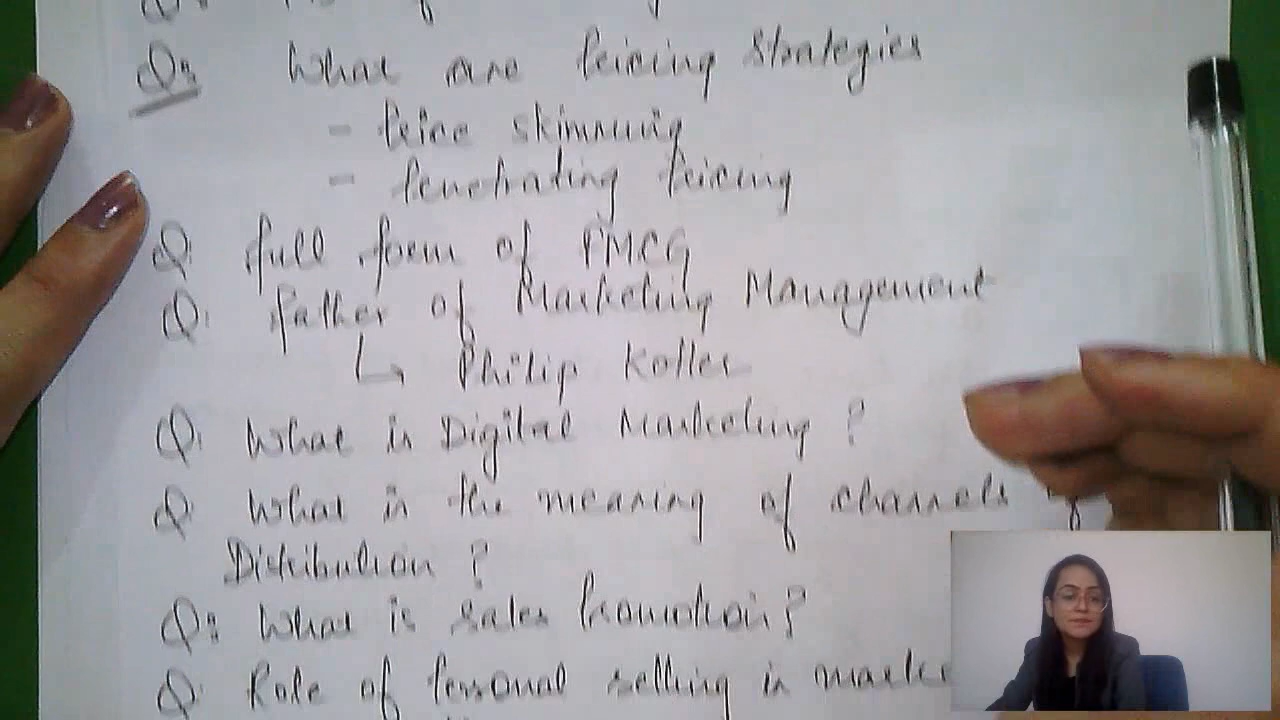 Q: What are Pricing Strategies
- Price skimming
- Penetrating Pricing
Q. full form of FMCG
Q. Father of Marketing Management
↳ Philip Kotler
Q. What is Digital Marketing?
Q. What is the meaning of channels
Distribution?
Q: What is sales Promotion?
Q. Role of Personal selling in